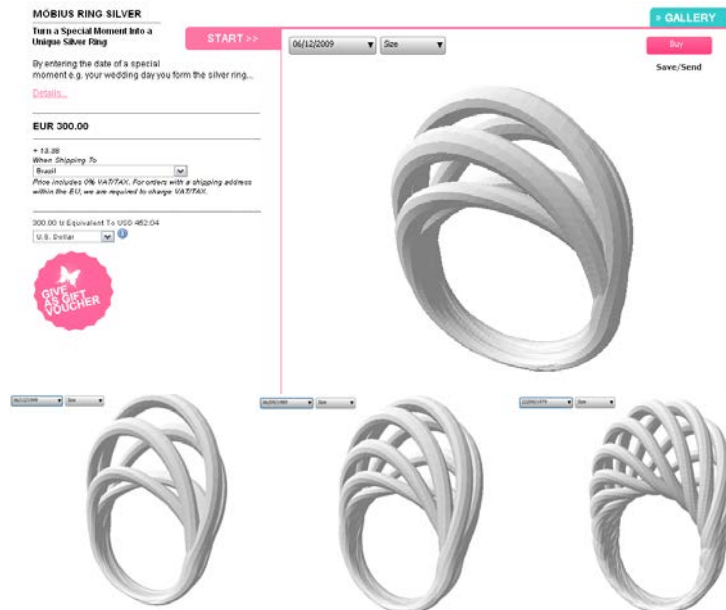 MÖBIUS RING SILVER
Turn a Special Moment Into a
Unique Silver Ring
By entering the date of a special
moment e.g. your wedding day you form the silver ring...
Details...
EUR 300.00
+ 13.38
When Shipping To
Brazil
Price includes 0% VAT/TAX. For orders with a shipping address
within the EU, we are required to charge VAT/TAX.
300.00 is Equivalent To USD 452.04
U.S. Dollar
GIVE
AS GIFT
VOUCHER
START >>
06/12/2009
Size
» GALLERY
Buy
Save/Send
Size
Size
Size